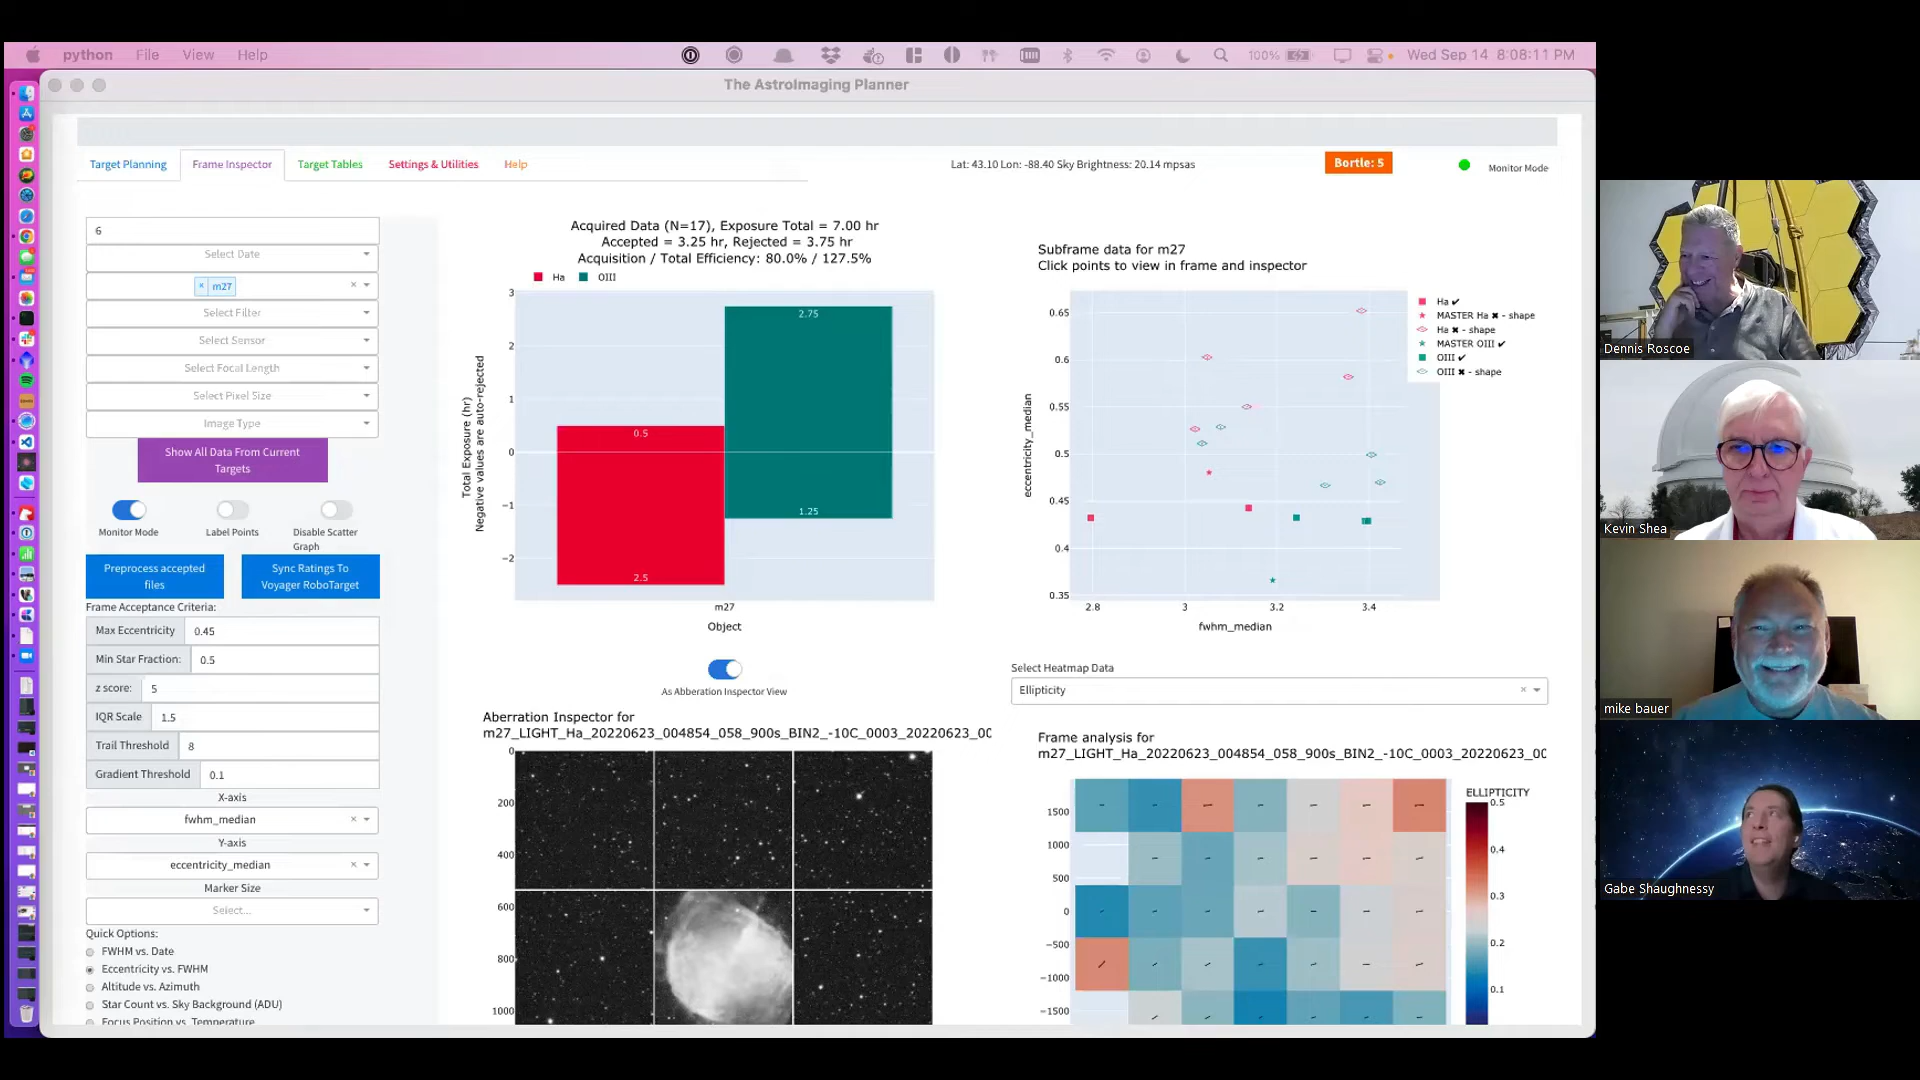 python File View Help
100%
Wed Sep 14 8:08:11 PM
The AstroImaging Planner
Target Planning
Frame Inspector
Target Tables
Settings & Utilities
Help
Lat: 43.10 Lon: -88.40 Sky Brightness: 20.14 mpsas
Bortle: 5
Monitor Mode
6
Select Date
× m27
Select Filter
Select Sensor
Select Focal Length
Select Pixel Size
Image Type
Show All Data From Current
Targets
Monitor Mode
Label Points
Disable Scatter
Graph
Preprocess accepted
files
Sync Ratings To
Voyager RoboTarget
Frame Acceptance Criteria:
Max Eccentricity 0.45
Min Star Fraction: 0.5
z score: 5
IQR Scale 1.5
Trail Threshold 8
Gradient Threshold 0.1
X-axis
fwhm_median
Y-axis
eccentricity_median
Marker Size
Select...
Quick Options:
FWHM vs. Date
Eccentricity vs. FWHM
Altitude vs. Azimuth
Star Count vs. Sky Background (ADU)
Focus Position vs. Temperature
Acquired Data (N=17), Exposure Total = 7.00 hr
Accepted = 3.25 hr, Rejected = 3.75 hr
Acquisition / Total Efficiency: 80.0% / 127.5%
Ha OIII
3
2
1
0
−1
−2
Total Exposure (hr)
Negative values are auto-rejected
0.5
2.5
2.75
1.25
m27
Object
As Abberation Inspector View
Aberration Inspector for
m27_LIGHT_Ha_20220623_004854_058_900s_BIN2_-10C_0003_20220623_00
0
200
400
600
800
1000
Subframe data for m27
Click points to view in frame and inspector
0.65
0.6
0.55
0.5
0.45
0.4
0.35
eccentricity_median
2.8 3 3.2 3.4
fwhm_median
Ha ✔
MASTER Ha ✖ - shape
Ha ✖ - shape
MASTER OIII ✔
OIII ✔
OIII ✖ - shape
Select Heatmap Data
Ellipticity
Frame analysis for
m27_LIGHT_Ha_20220623_004854_058_900s_BIN2_-10C_0003_20220623_00
1500
1000
500
0
−500
−1000
−1500
ELLIPTICITY
0.5
0.4
0.3
0.2
0.1
Dennis Roscoe
Kevin Shea
mike bauer
Gabe Shaughnessy